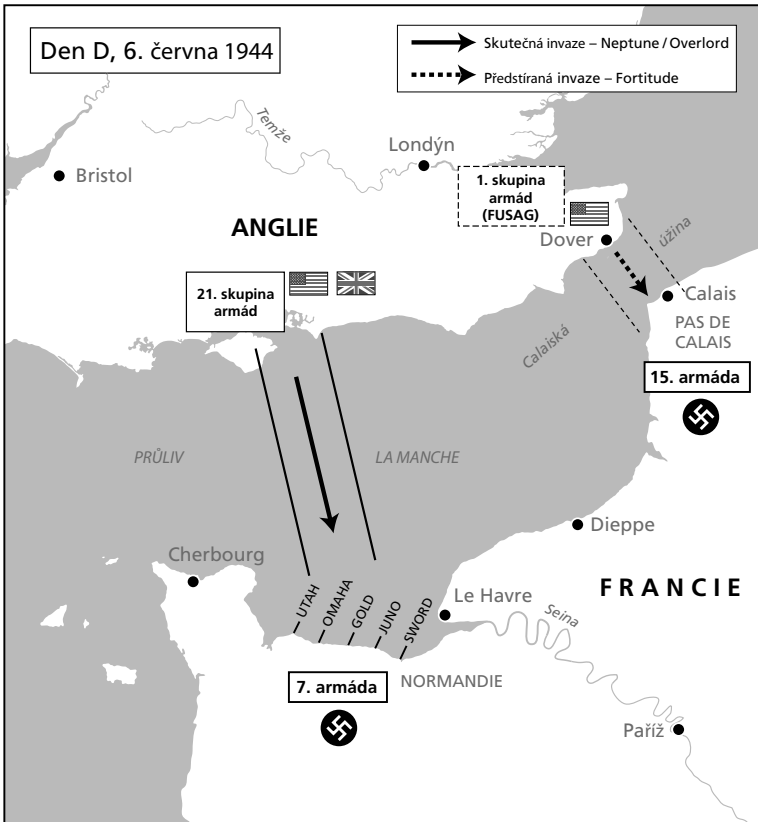 Den D, 6. června 1944
Skutečná invaze – Neptune / Overlord
Předstíraná invaze – Fortitude
Temže
Londýn
Bristol
1. skupina
armád
(FUSAG)
ANGLIE
Dover
úžina
21. skupina
armád
Calais
Calaiská
PAS DE
CALAIS
15. armáda
PRŮLIV
LA MANCHE
Dieppe
Cherbourg
FRANCIE
UTAH
OMAHA
GOLD
JUNO
SWORD
Le Havre
Seina
7. armáda
NORMANDIE
Paříž